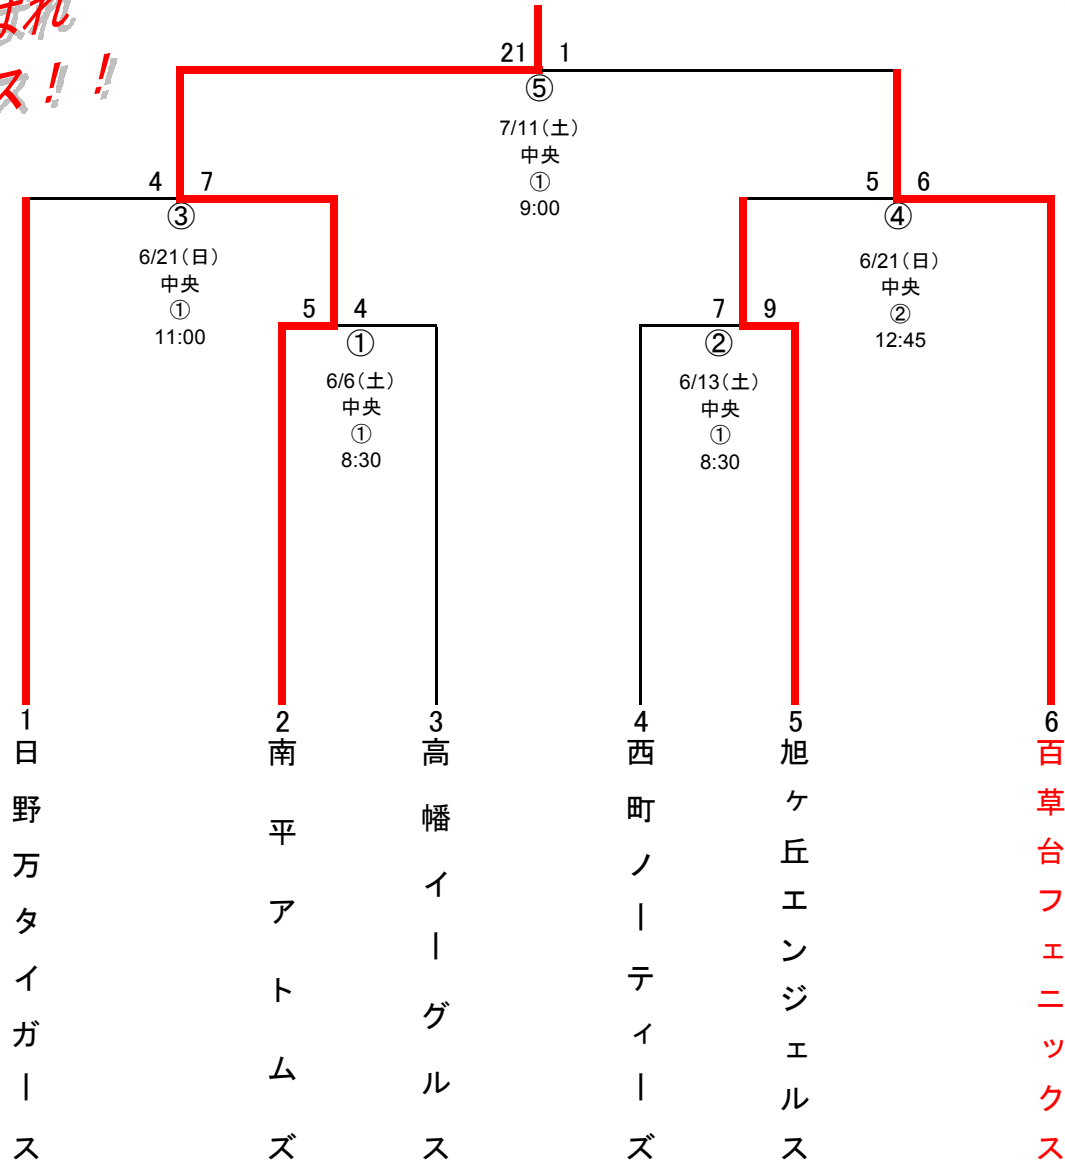 ばれ
ス！！
21 1
⑤
7/11(土)
中央
①
9:00
4 7
③
6/21(日)
中央
①
11:00
5 6
④
6/21(日)
中央
②
12:45
5 4
①
6/6(土)
中央
①
8:30
7 9
②
6/13(土)
中央
①
8:30
1
日野万タイガース
2
南平アトムズ
3
高幡イーグルス
4
西町ノーティーズ
5
旭ヶ丘エンジェルス
6
百草台フェニックス